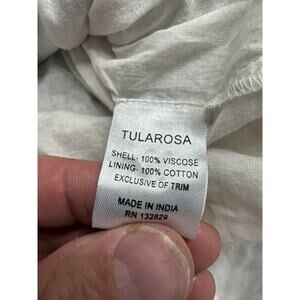 TULAROSA
SHELL- 100% VISCOSE
LINING- 100% COTTON
EXCLUSIVE OF TRIM
MADE IN INDIA
RN 132829